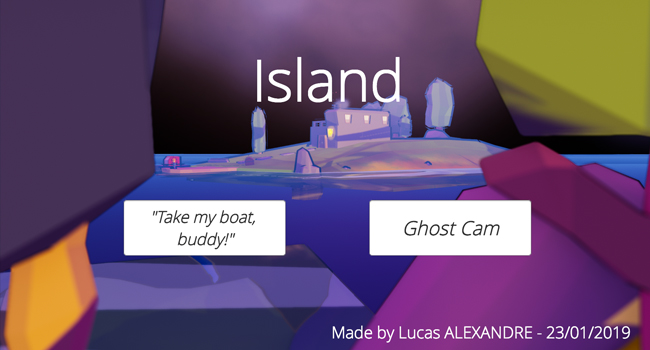 Island
"Take my boat,
buddy!"
Ghost Cam
Made by Lucas ALEXANDRE - 23/01/2019